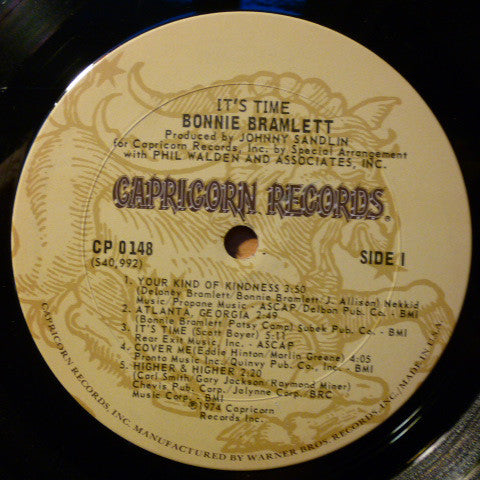 IT'S TIME
BONNIE BRAMLETT
Produced by JOHNNY SANDLIN
for Capricorn Records, Inc. by Special Arrangement
with PHIL WALDEN AND ASSOCIATES, INC.
CAPRICORN RECORDS®
CP 0148
(S40,992)
SIDE 1
1. YOUR KIND OF KINDNESS 3:50
(Delaney Bramlett/Bonnie Bramlett/J. Allison) Nekkid
Music/Propane Music - ASCAP/Delbon Pub. Co. - BMI
2. ATLANTA, GEORGIA 2:49
(Bonnie Bramlett/Patsy Camp) Subek Pub. Co. - BMI
3. IT'S TIME (Scott Boyer) 5:11
Rear Exit Music Inc. - ASCAP
4. COVER ME (Eddie Hinton/Marlin Greene) 4:05
Pronto Music Inc./Quinvy Pub. Co., Inc. - BMI
5. HIGHER & HIGHER 2:20
(Carl Smith/Gary Jackson/Raymond Miner)
Chevis Pub. Corp./Jalynne Corp./BRC
Music Corp. - BMI
℗1974 Capricorn
Records Inc.
CAPRICORN RECORDS, INC. MANUFACTURED BY WARNER BROS. RECORDS INC./MADE IN U.S.A.